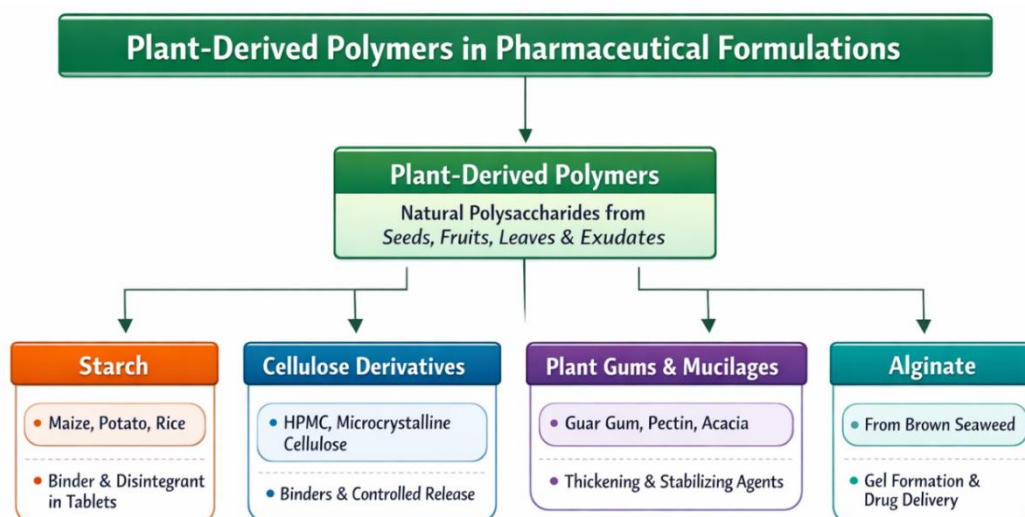 Plant-Derived Polymers in Pharmaceutical Formulations
Plant-Derived Polymers
Natural Polysaccharides from
Seeds, Fruits, Leaves & Exudates
Starch
• Maize, Potato, Rice
• Binder & Disintegrant
in Tablets
Cellulose Derivatives
• HPMC, Microcrystalline
Cellulose
• Binders & Controlled Release
Plant Gums & Mucilages
• Guar Gum, Pectin, Acacia
• Thickening & Stabilizing Agents
Alginate
• From Brown Seaweed
• Gel Formation &
Drug Delivery